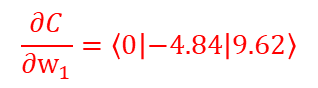 ∂C/∂w₁ = ⟨0|−4.84|9.62⟩